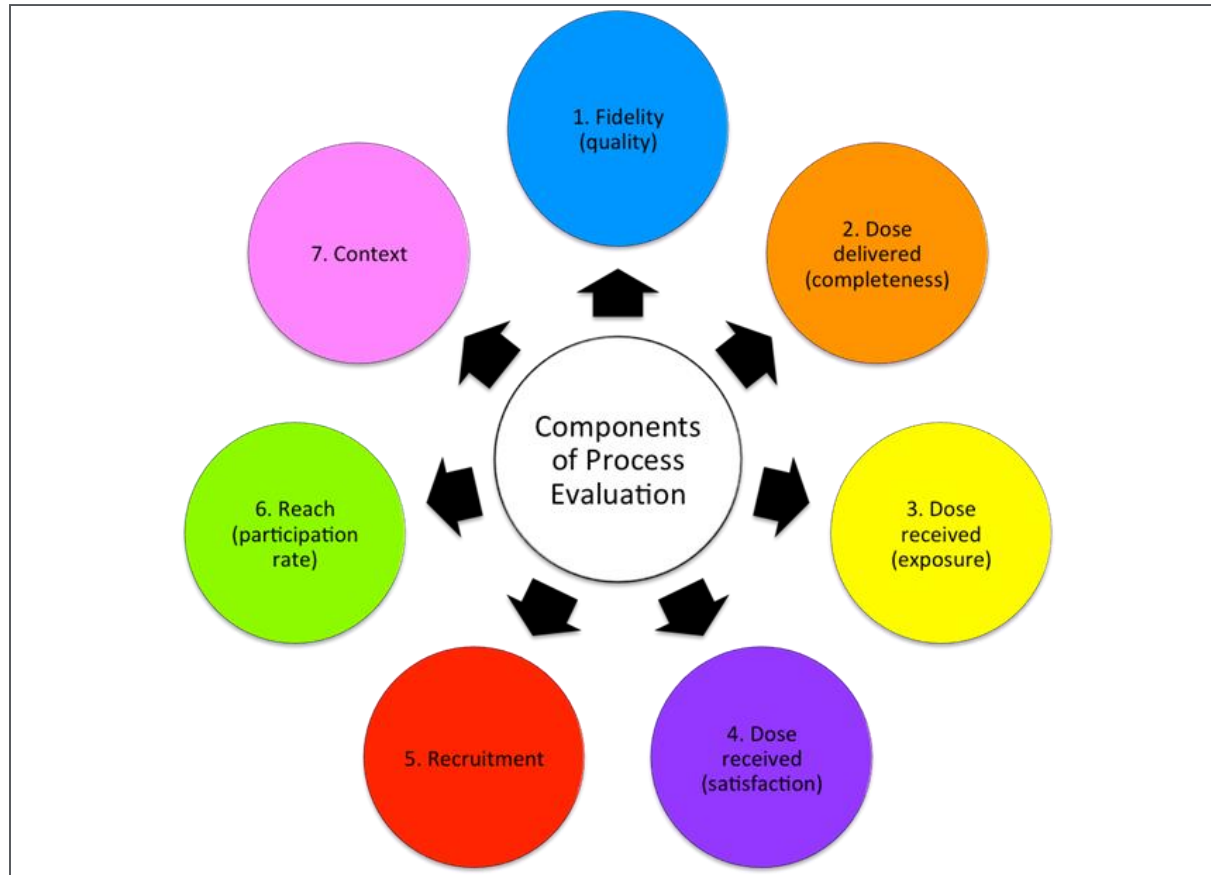 1. Fidelity
(quality)
2. Dose
delivered
(completeness)
3. Dose
received
(exposure)
4. Dose
received
(satisfaction)
5. Recruitment
6. Reach
(participation
rate)
7. Context
Components
of Process
Evaluation